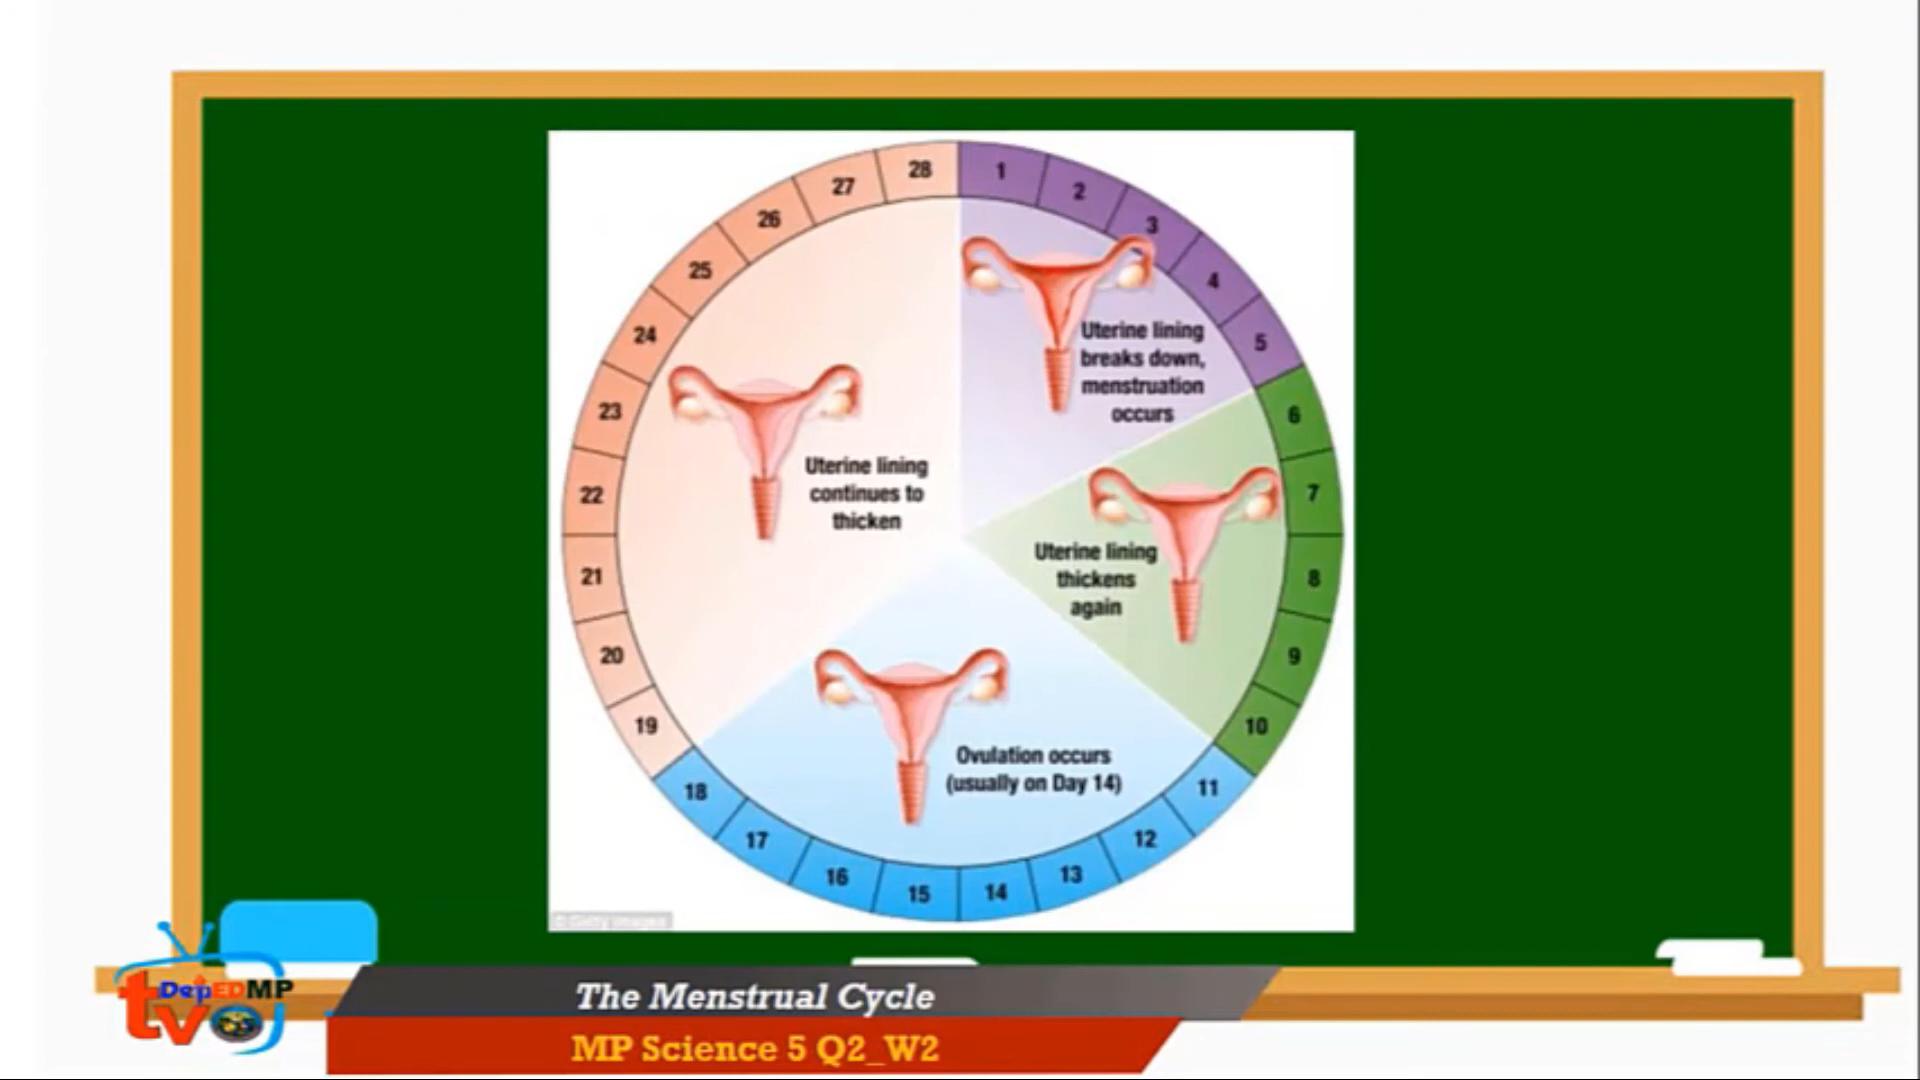 28
1
2
3
4
5
6
7
8
9
10
11
12
13
14
15
16
17
18
19
20
21
22
23
24
25
26
27
Uterine lining
breaks down,
menstruation
occurs
Uterine lining
thickens
again
Ovulation occurs
(usually on Day 14)
Uterine lining
continues to
thicken
DepEDMP
tv
The Menstrual Cycle
MP Science 5 Q2_W2